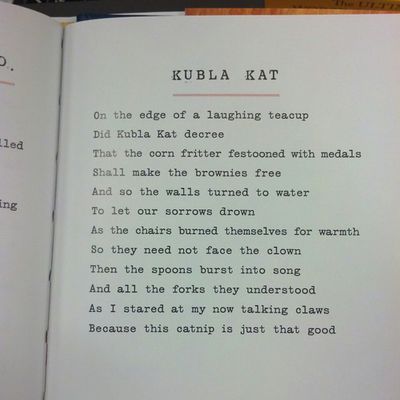 D.
lled
ing
KUBLA KAT
On the edge of a laughing teacup
Did Kubla Kat decree
That the corn fritter festooned with medals
Shall make the brownies free
And so the walls turned to water
To let our sorrows drown
As the chairs burned themselves for warmth
So they need not face the clown
Then the spoons burst into song
And all the forks they understood
As I stared at my now talking claws
Because this catnip is just that good